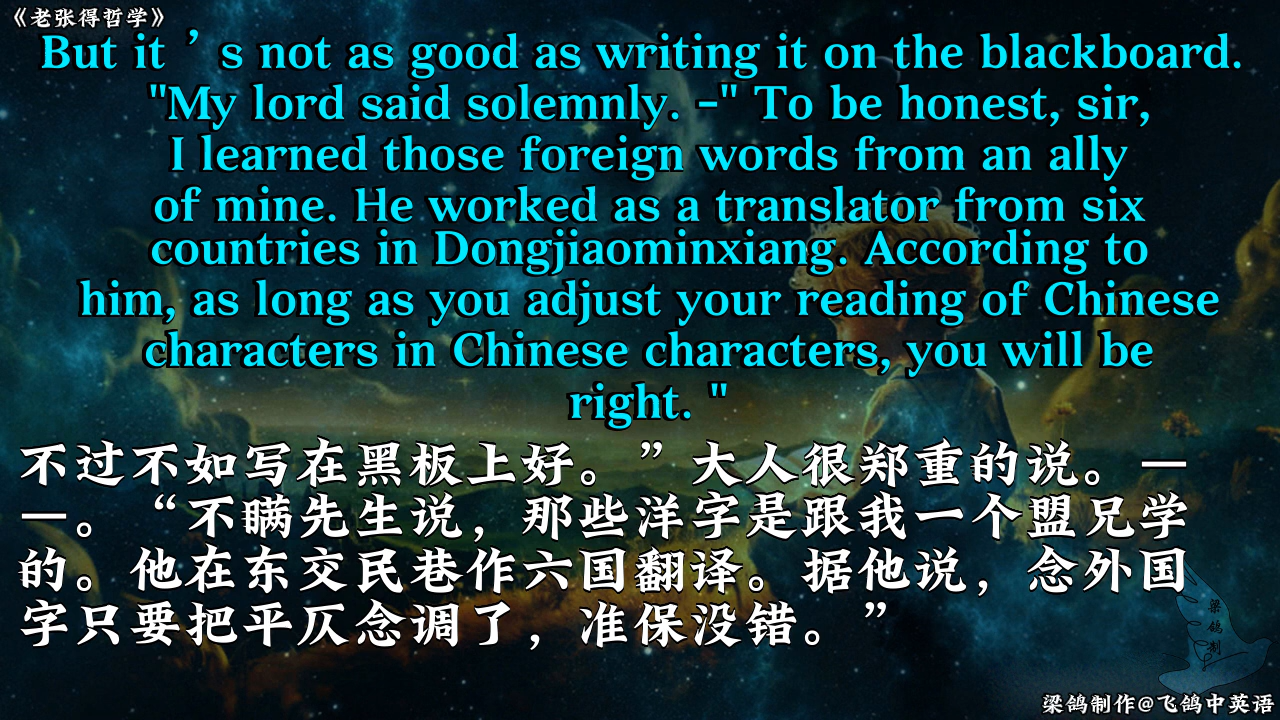 《老张得哲学》
But it ’ s not as good as writing it on the blackboard.
"My lord said solemnly. -" To be honest, sir,
I learned those foreign words from an ally
of mine. He worked as a translator from six
countries in Dongjiaominxiang. According to
him, as long as you adjust your reading of Chinese
characters in Chinese characters, you will be
right. "
不过不如写在黑板上好。”大人很郑重的说。—
—。“不瞒先生说，那些洋字是跟我一个盟兄学
的。他在东交民巷作六国翻译。据他说，念外国
字只要把平仄念调了，准保没错。”
梁鸽制
梁鸽制作@飞鸽中英语